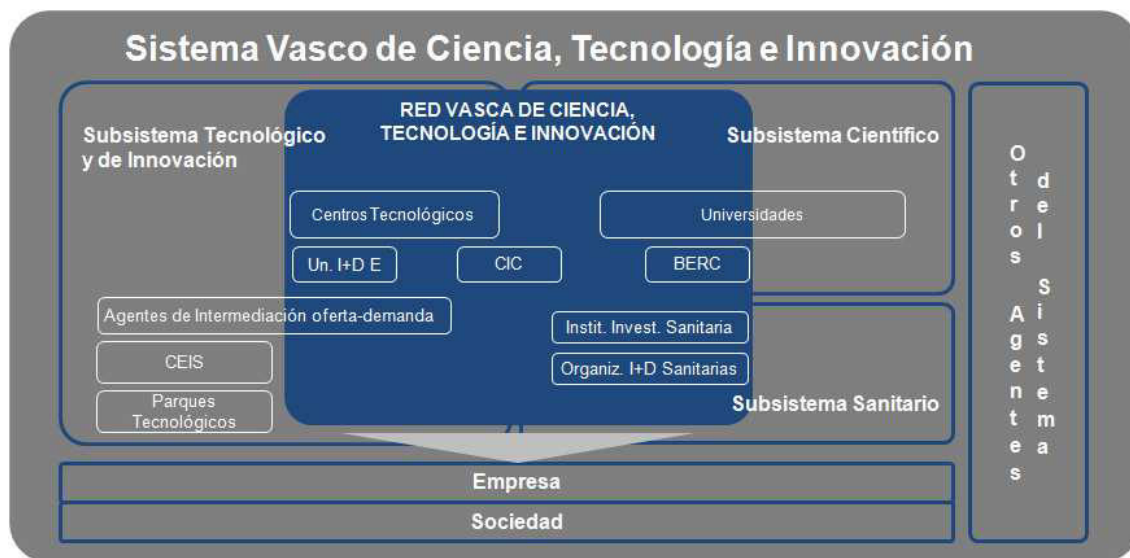 Sistema Vasco de Ciencia, Tecnología e Innovación
RED VASCA DE CIENCIA,
TECNOLOGÍA E INNOVACIÓN
Subsistema Tecnológico
y de Innovación
Subsistema Científico
Centros Tecnológicos
Universidades
Un. I+D E
CIC
BERC
Agentes de Intermediación oferta-demanda
Instit. Invest. Sanitaria
CEIS
Organiz. I+D Sanitarias
Parques
Tecnológicos
Subsistema Sanitario
Empresa
Sociedad
Otros Agentes
del Sistema